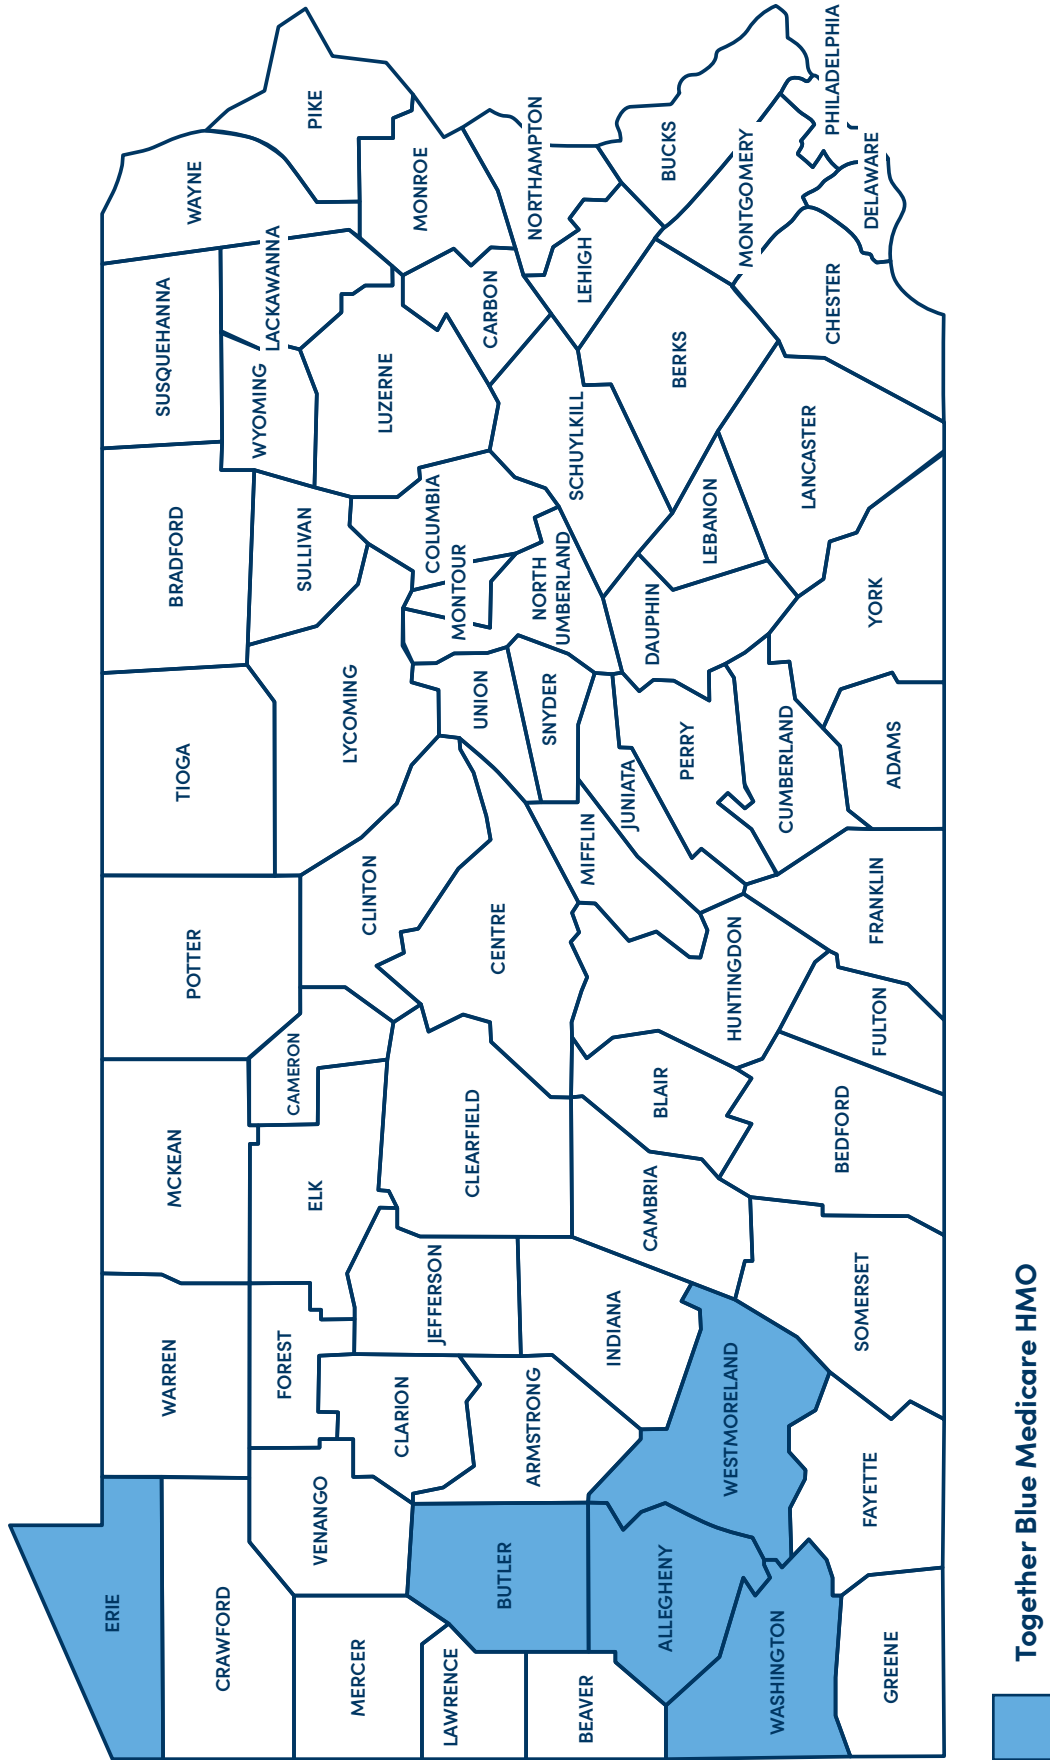 ERIE
CRAWFORD
WARREN
MCKEAN
POTTER
TIOGA
BRADFORD
SUSQUEHANNA
WAYNE
PIKE
WYOMING
LACKAWANNA
SULLIVAN
LYCOMING
CLINTON
CAMERON
ELK
FOREST
VENANGO
MERCER
LAWRENCE
BUTLER
CLARION
JEFFERSON
CLEARFIELD
CENTRE
UNION
MONTOUR
COLUMBIA
LUZERNE
MONROE
CARBON
NORTHAMPTON
LEHIGH
SCHUYLKILL
NORTH
UMBERLAND
SNYDER
MIFFLIN
JUNIATA
PERRY
DAUPHIN
LEBANON
BERKS
BUCKS
MONTGOMERY
PHILADELPHIA
DELAWARE
CHESTER
LANCASTER
YORK
ADAMS
CUMBERLAND
FRANKLIN
FULTON
HUNTINGDON
BLAIR
BEDFORD
CAMBRIA
SOMERSET
INDIANA
ARMSTRONG
WESTMORELAND
FAYETTE
ALLEGHENY
BEAVER
WASHINGTON
GREENE
Together Blue Medicare HMO